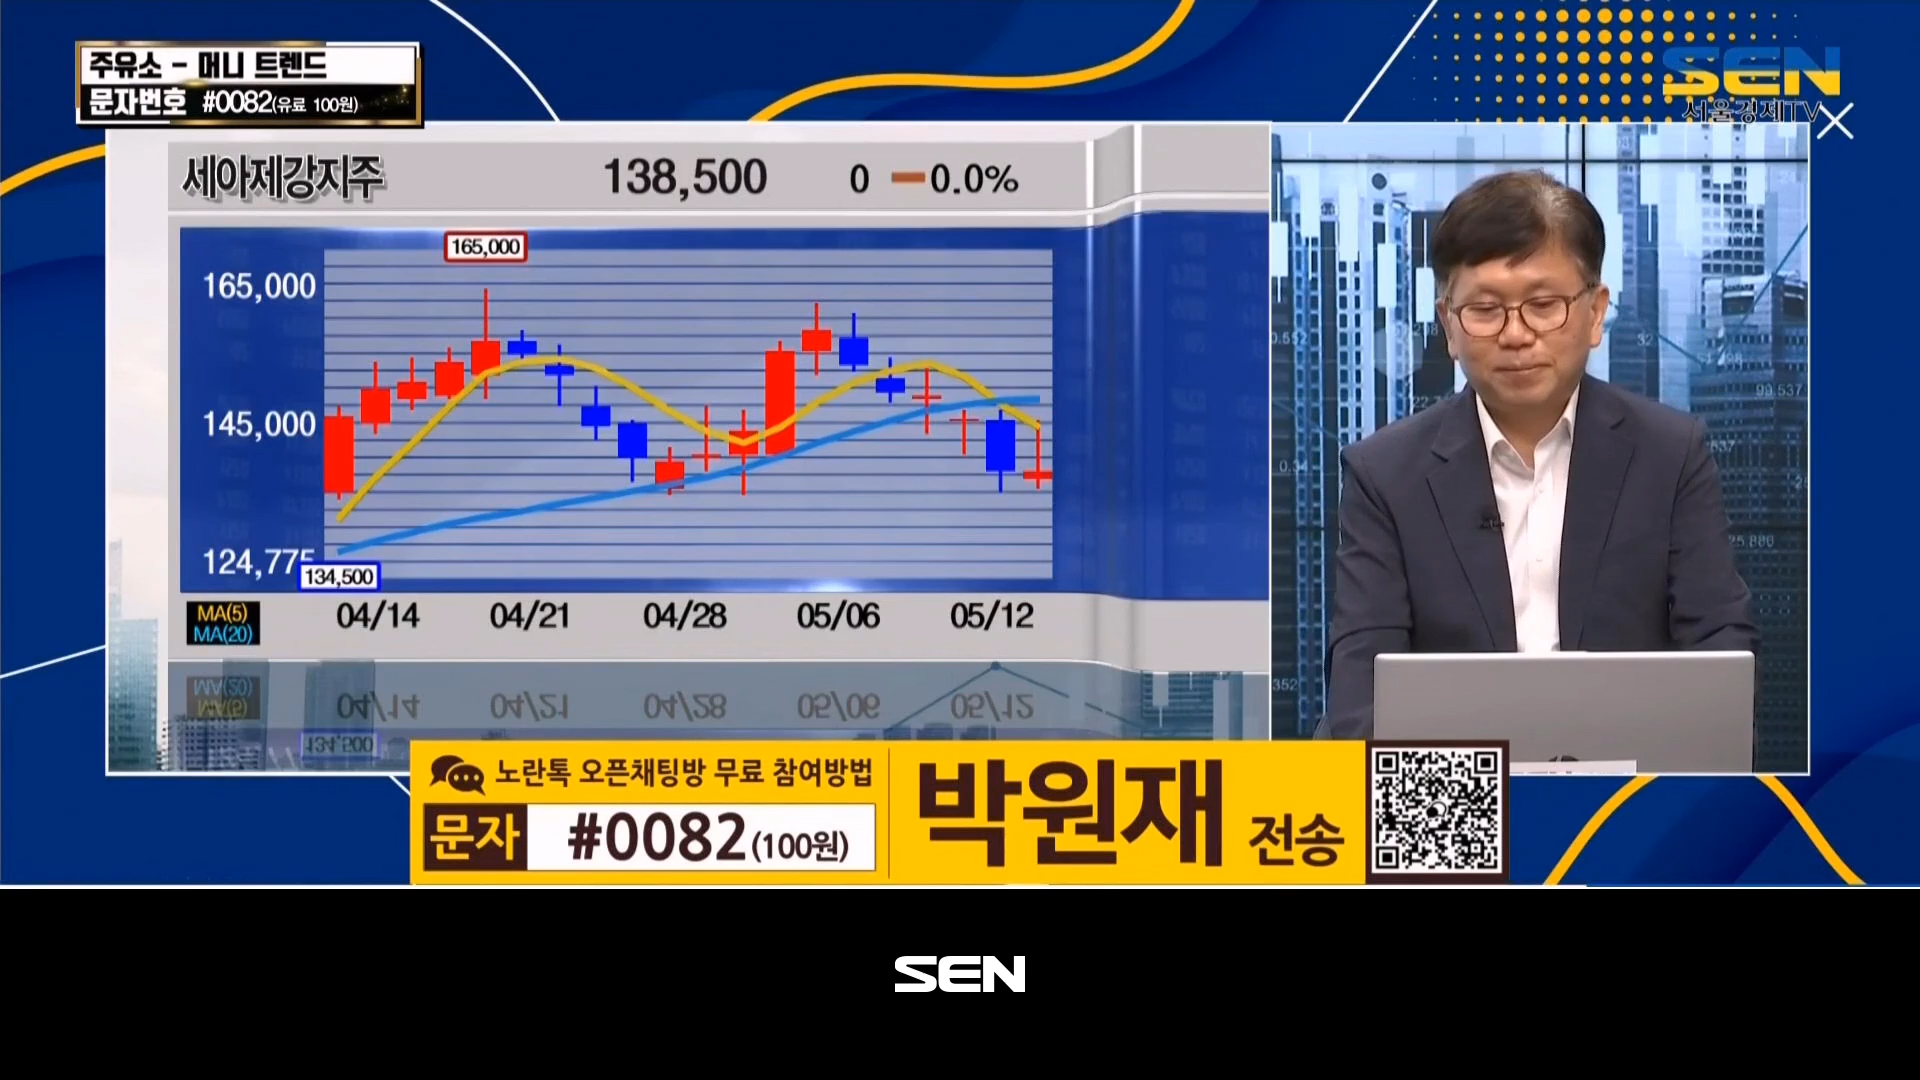 주유소 - 머니 트렌드
문자번호 #0082(유료 100원)
SEN
서울경제TV
세아제강지주 138,500 0 0.0%
165,000
165,000
145,000
124,775
134,500
MA(5)
MA(20)
04/14 04/21 04/28 05/06 05/12
노란톡 오픈채팅방 무료 참여방법
문자 #0082(100원)
박원재 전송
SEN